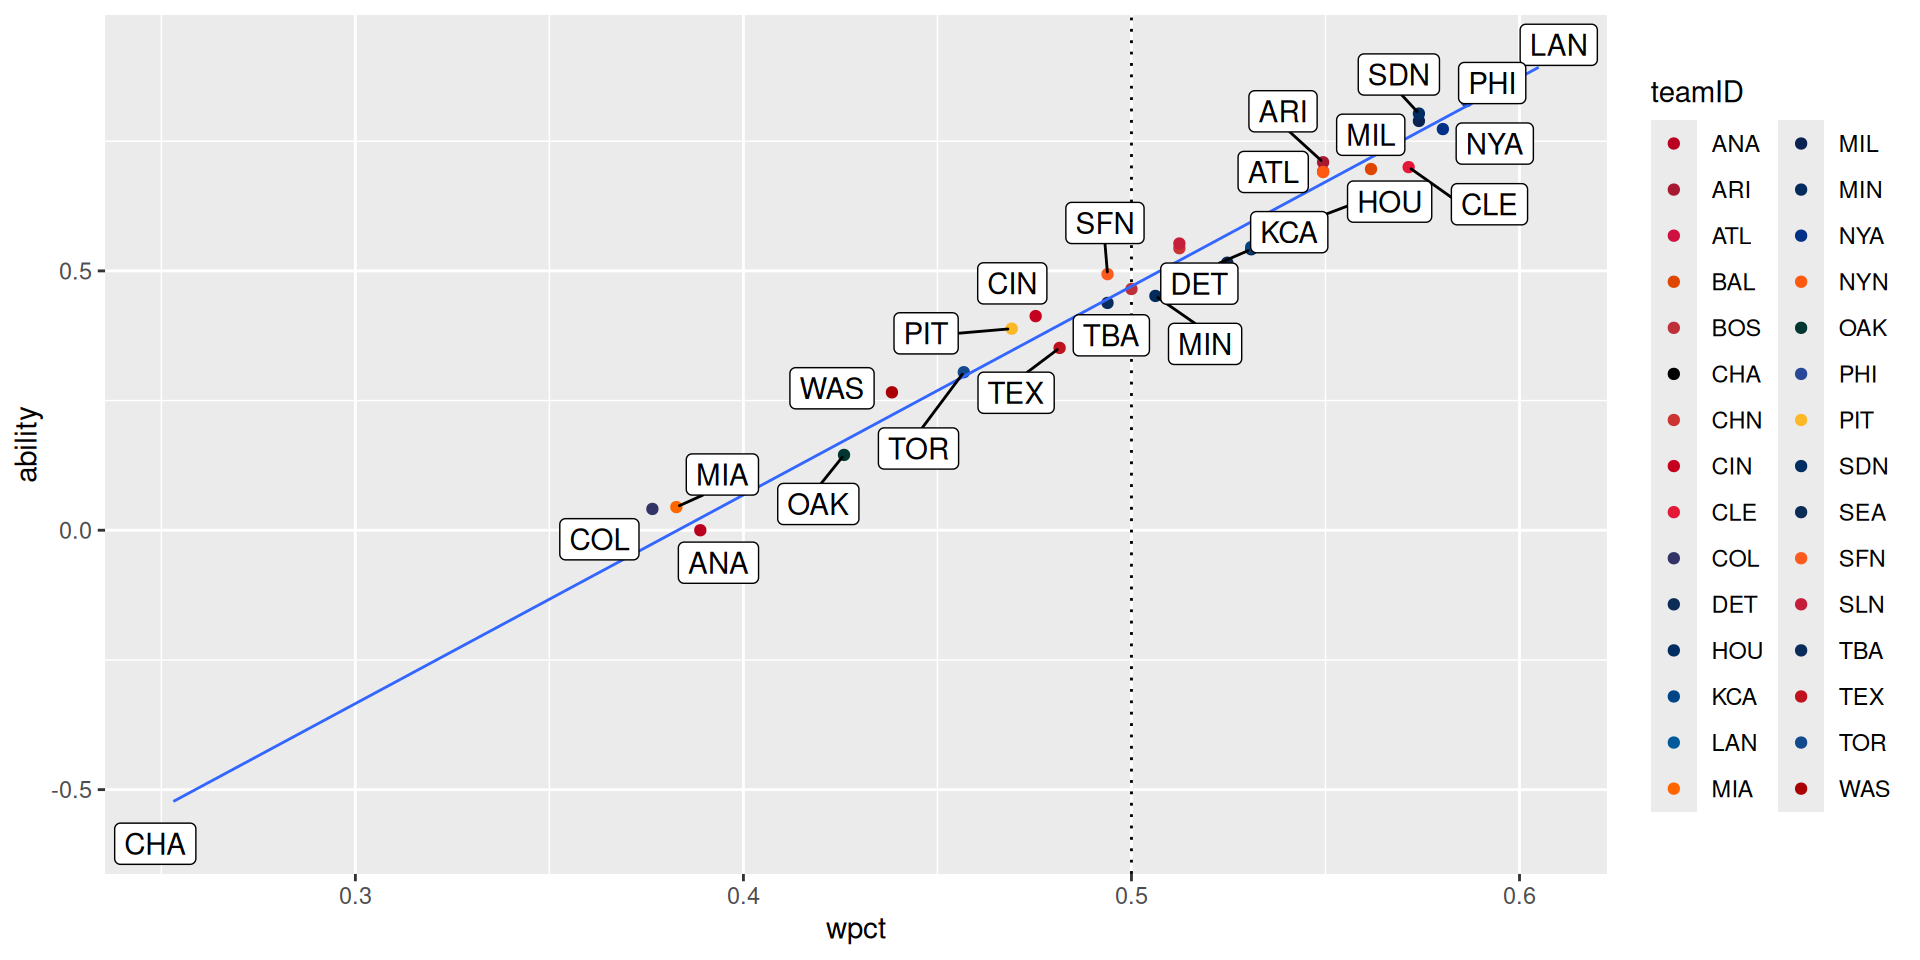 LAN
SDN
PHI
ARI
MIL
NYA
ATL
HOU
CLE
SFN
KCA
CIN
DET
PIT
TBA
MIN
WAS
TEX
TOR
MIA
OAK
COL
ANA
CHA
0.5
0.0
-0.5
ability
0.3
0.4
0.5
0.6
wpct
teamID
ANA
ARI
ATL
BAL
BOS
CHA
CHN
CIN
CLE
COL
DET
HOU
KCA
LAN
MIA
MIL
MIN
NYA
NYN
OAK
PHI
PIT
SDN
SEA
SFN
SLN
TBA
TEX
TOR
WAS